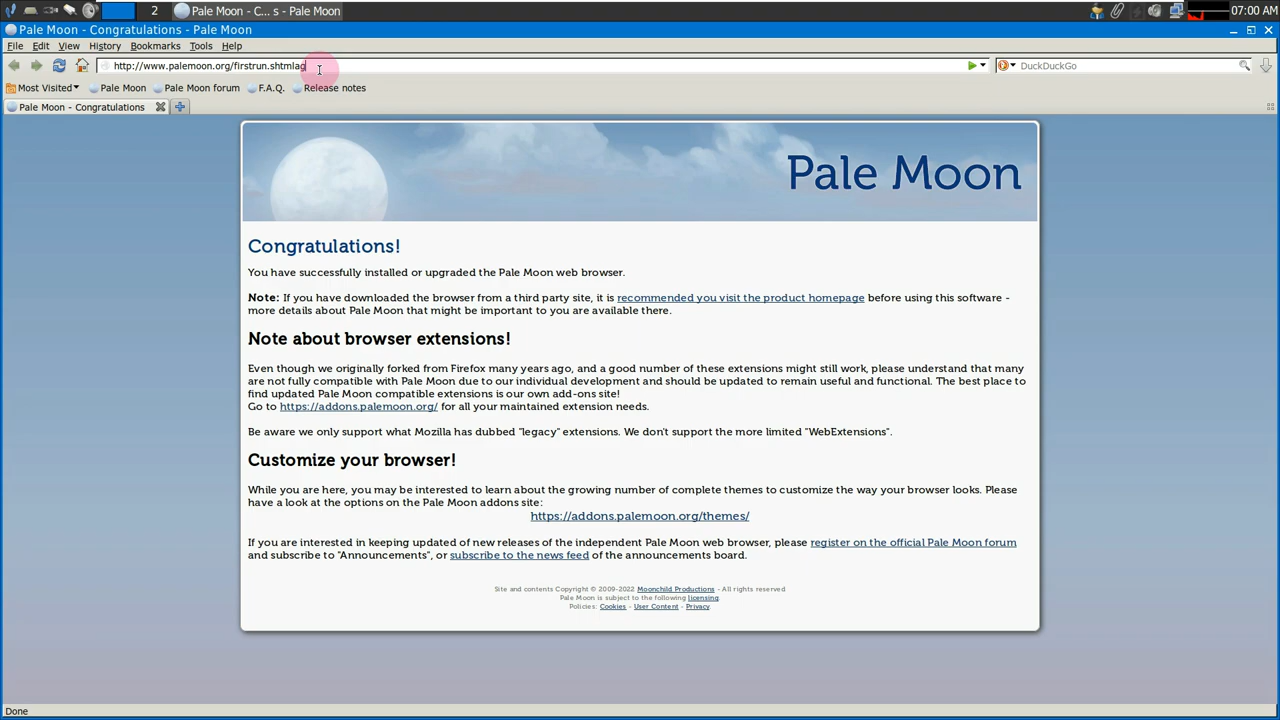 2 Pale Moon - C... s - Pale Moon 07:00 AM
Pale Moon - Congratulations - Pale Moon
File Edit View History Bookmarks Tools Help
http://www.palemoon.org/firstrun.shtmlag DuckDuckGo
Most Visited Pale Moon Pale Moon forum F.A.Q. Release notes
Pale Moon - Congratulations
Pale Moon
Congratulations!
You have successfully installed or upgraded the Pale Moon web browser.
Note: If you have downloaded the browser from a third party site, it is recommended you visit the product homepage before using this software -
more details about Pale Moon that might be important to you are available there.
Note about browser extensions!
Even though we originally forked from Firefox many years ago, and a good number of these extensions might still work, please understand that many
are not fully compatible with Pale Moon due to our individual development and should be updated to remain useful and functional. The best place to
find updated Pale Moon compatible extensions is our own add-ons site!
Go to https://addons.palemoon.org/ for all your maintained extension needs.
Be aware we only support what Mozilla has dubbed "legacy" extensions. We don't support the more limited "WebExtensions".
Customize your browser!
While you are here, you may be interested to learn about the growing number of complete themes to customize the way your browser looks. Please
have a look at the options on the Pale Moon addons site:
https://addons.palemoon.org/themes/
If you are interested in keeping updated of new releases of the independent Pale Moon web browser, please register on the official Pale Moon forum
and subscribe to "Announcements", or subscribe to the news feed of the announcements board.
Site and contents Copyright © 2009-2022 Moonchild Productions - All rights reserved
Pale Moon is subject to the following licensing.
Policies: Cookies - User Content - Privacy.
Done